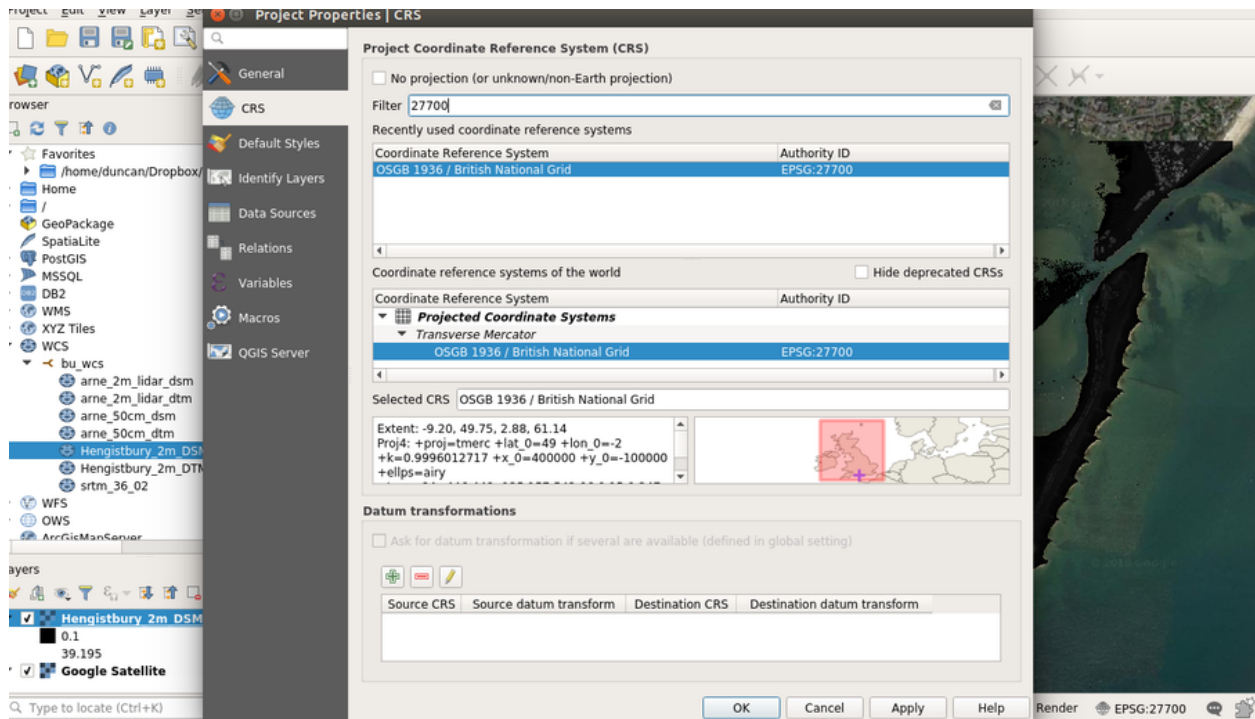 Project Edit View Layer Se
Project Properties | CRS
General
CRS
Default Styles
Identify Layers
Data Sources
Relations
Variables
Macros
QGIS Server
Project Coordinate Reference System (CRS)
No projection (or unknown/non-Earth projection)
Filter 27700
Recently used coordinate reference systems
Coordinate Reference System Authority ID
OSGB 1936 / British National Grid EPSG:27700
Coordinate reference systems of the world Hide deprecated CRSs
Coordinate Reference System Authority ID
Projected Coordinate Systems
Transverse Mercator
OSGB 1936 / British National Grid EPSG:27700
Selected CRS OSGB 1936 / British National Grid
Extent: -9.20, 49.75, 2.88, 61.14
Proj4: +proj=tmerc +lat_0=49 +lon_0=-2
+k=0.9996012717 +x_0=400000 +y_0=-100000
+ellps=airy
Datum transformations
Ask for datum transformation if several are available (defined in global setting)
Source CRS Source datum transform Destination CRS Destination datum transform
OK Cancel Apply Help
rowser
Favorites
/home/duncan/Dropbox/
Home
/
GeoPackage
SpatiaLite
PostGIS
MSSQL
DB2
WMS
XYZ Tiles
WCS
bu_wcs
arne_2m_lidar_dsm
arne_2m_lidar_dtm
arne_50cm_dsm
arne_50cm_dtm
Hengistbury_2m_DSM
Hengistbury_2m_DTM
srtm_36_02
WFS
OWS
ArcGisMapServer
ayers
Hengistbury_2m_DSM
0.1
39.195
Google Satellite
Type to locate (Ctrl+K)
Render EPSG:27700